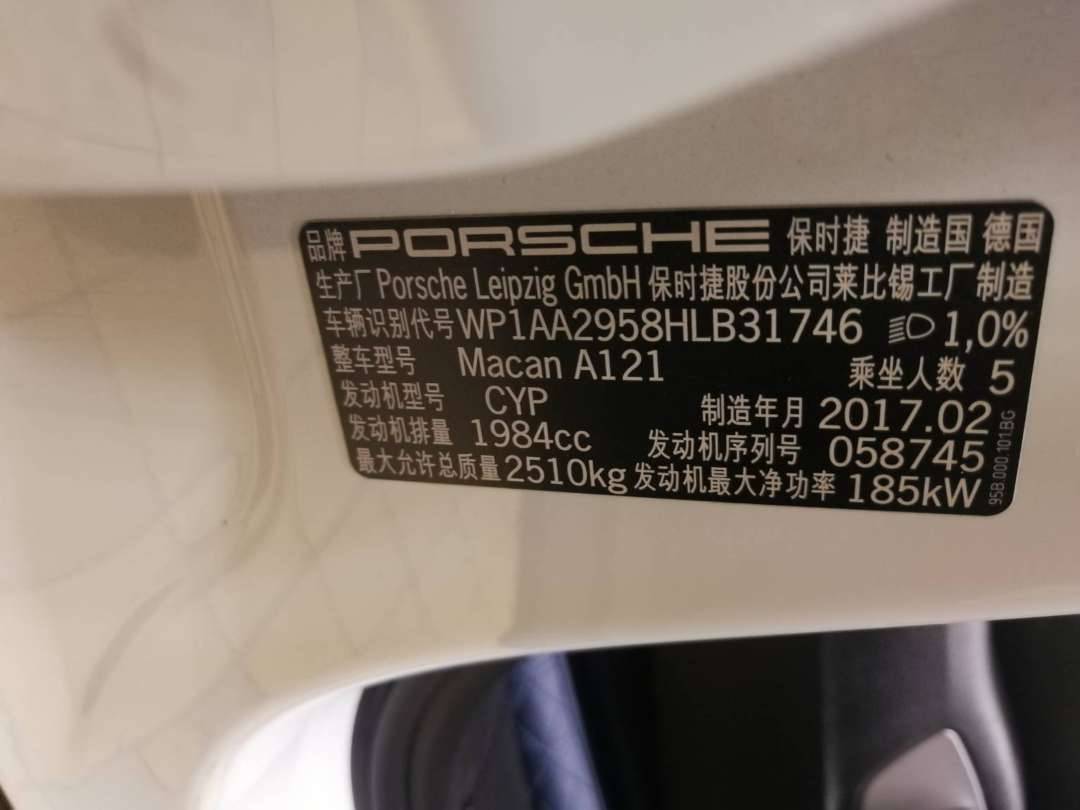 品牌 PORSCHE 保时捷 制造国 德国
生产厂 Porsche Leipzig GmbH 保时捷股份公司莱比锡工厂制造
车辆识别代号 WP1AA2958HLB31746 1,0%
整车型号 Macan A121 乘坐人数 5
发动机型号 CYP 制造年月 2017.02
发动机排量 1984cc 发动机序列号 058745
最大允许总质量 2510kg 发动机最大净功率 185kW
95B.000.101.BG